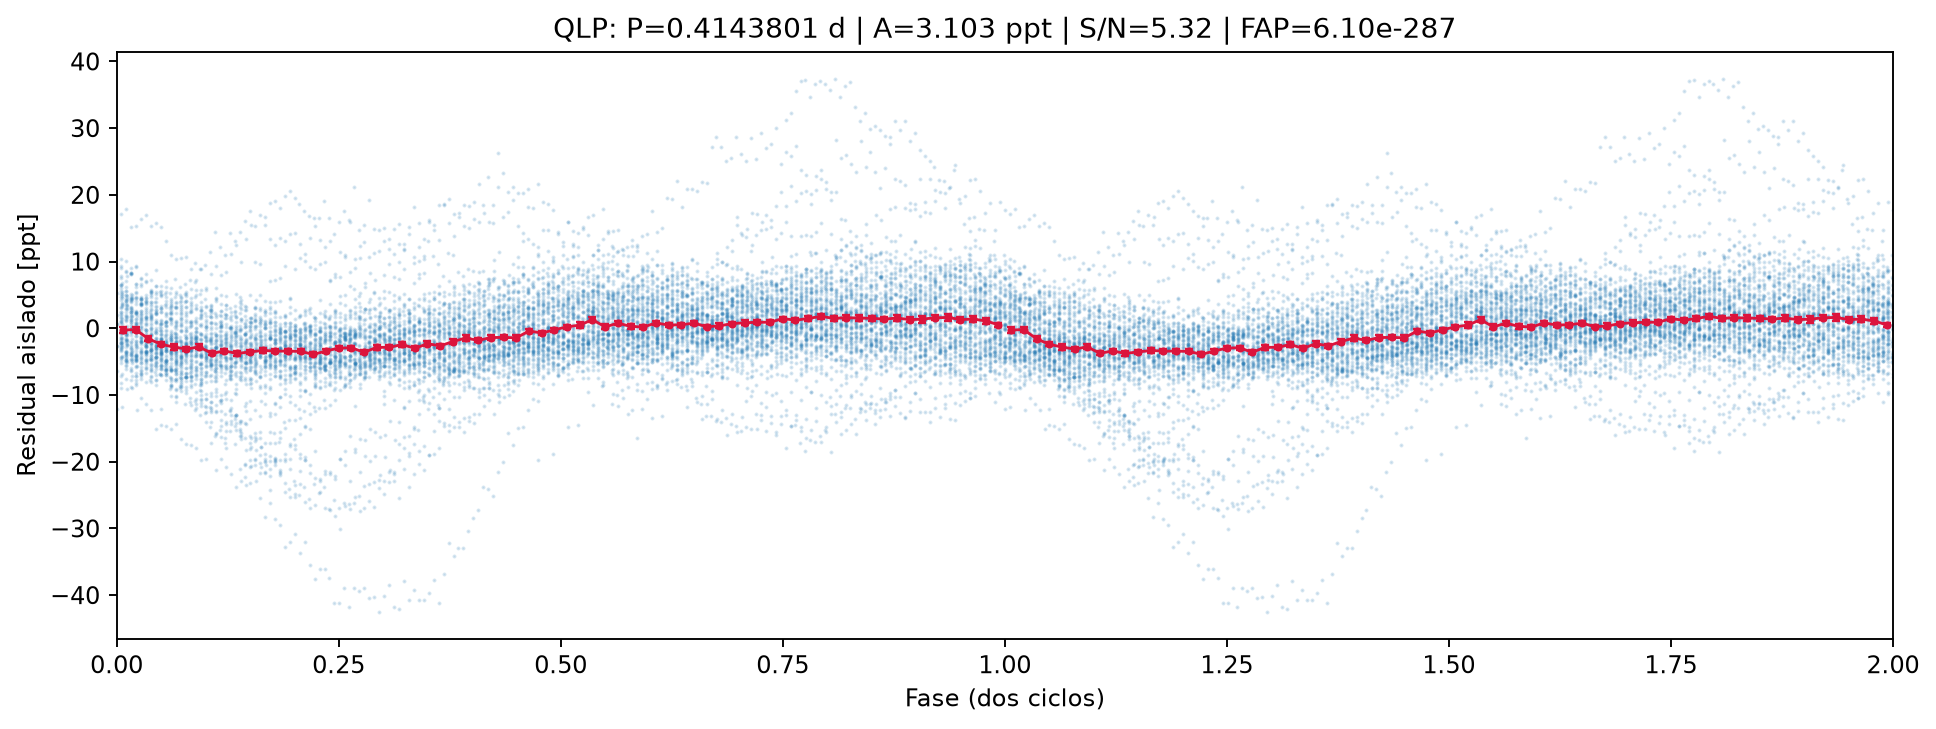 QLP: P=0.4143801 d | A=3.103 ppt | S/N=5.32 | FAP=6.10e-287
Residual aislado [ppt]
40
30
20
10
0
−10
−20
−30
−40
0.00 0.25 0.50 0.75 1.00 1.25 1.50 1.75 2.00
Fase (dos ciclos)